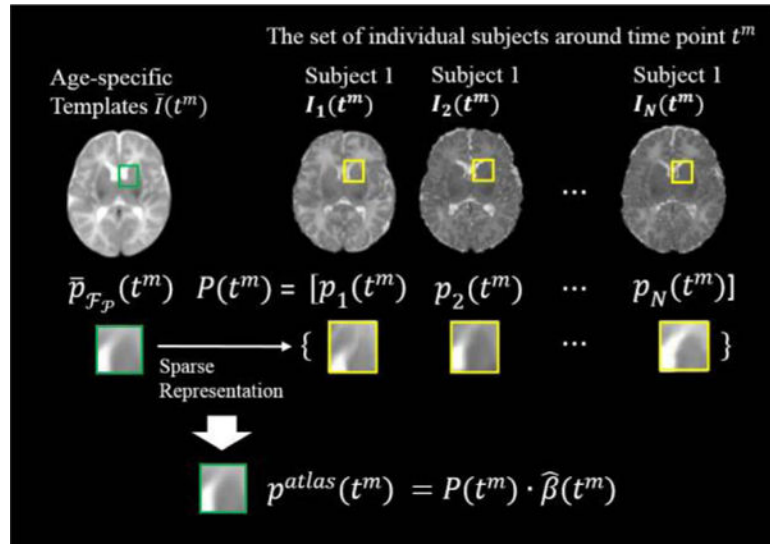 The set of individual subjects around time point t^m
Age-specific Templates Ī(t^m)
Subject 1 I_1(t^m)
Subject 1 I_2(t^m)
Subject 1 I_N(t^m)
...
p̄_{ℱ_𝒫}(t^m) P(t^m) = [p_1(t^m) p_2(t^m) ... p_N(t^m)]
{ ... }
Sparse
Representation
p^{atlas}(t^m) = P(t^m) · β̂(t^m)